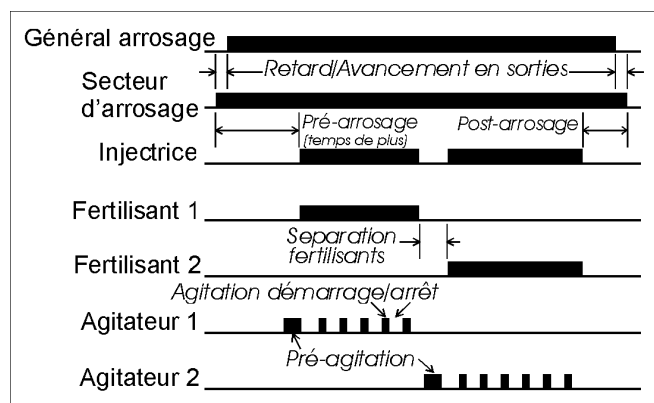 Général arrosage
Retard/Avancement en sorties
Secteur
d'arrosage
Pré-arrosage
(temps de plus)
Post-arrosage
Injectrice
Fertilisant 1
Separation
fertilisants
Fertilisant 2
Agitation démarrage/arrêt
Agitateur 1
Pré-agitation
Agitateur 2